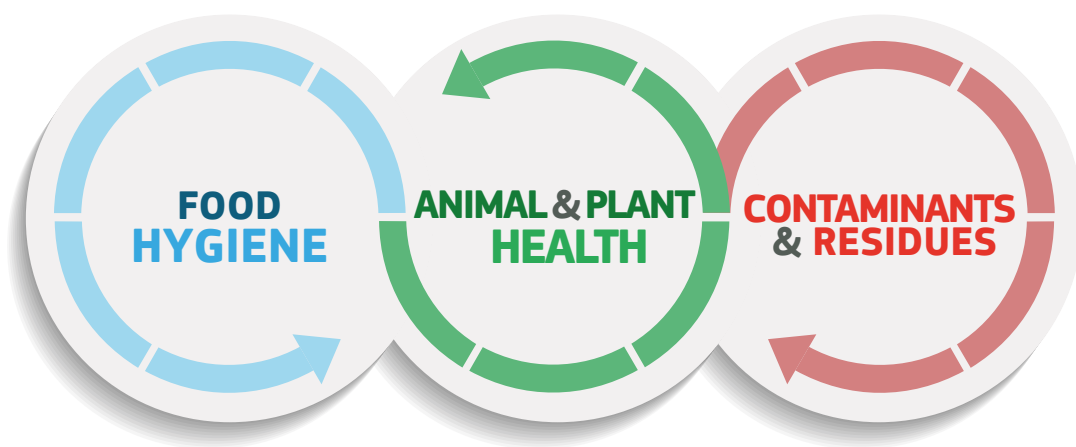 FOOD
HYGIENE
ANIMAL & PLANT
HEALTH
CONTAMINANTS
& RESIDUES